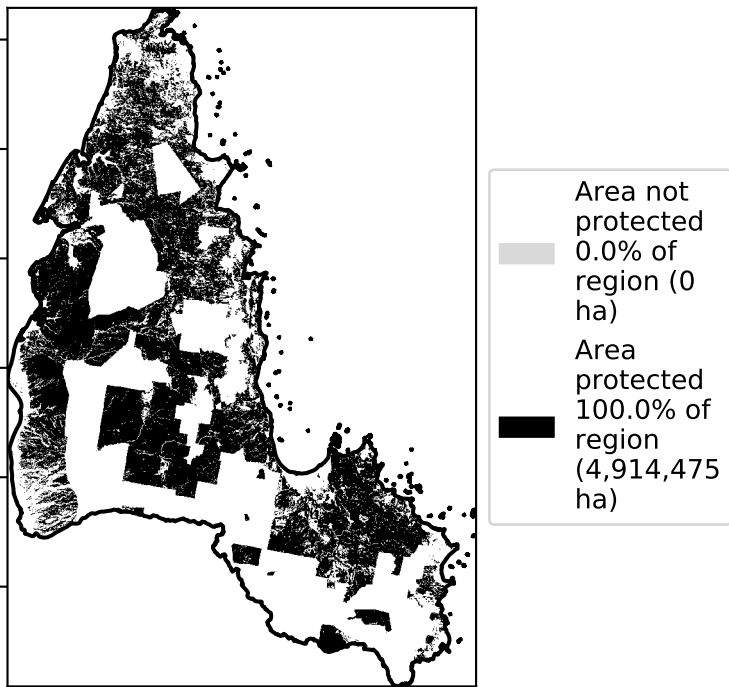 Area not
protected
0.0% of
region (0
ha)
Area
protected
100.0% of
region
(4,914,475
ha)